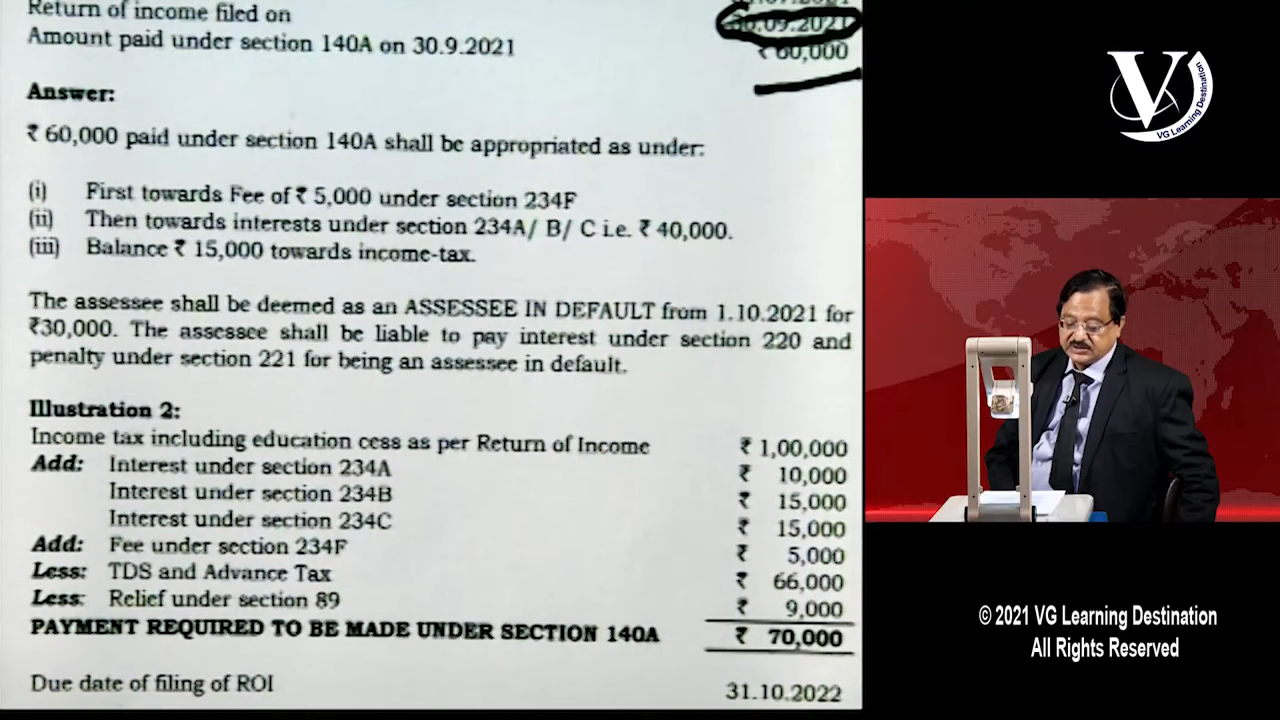 Return of income filed on 30.09.2021
Amount paid under section 140A on 30.9.2021 ₹ 60,000
Answer:
₹ 60,000 paid under section 140A shall be appropriated as under:
(i) First towards Fee of ₹ 5,000 under section 234F
(ii) Then towards interests under section 234A/ B/ C i.e. ₹ 40,000.
(iii) Balance ₹ 15,000 towards income-tax.
The assessee shall be deemed as an ASSESSEE IN DEFAULT from 1.10.2021 for
₹30,000. The assessee shall be liable to pay interest under section 220 and
penalty under section 221 for being an assessee in default.
Illustration 2:
Income tax including education cess as per Return of Income ₹ 1,00,000
Add: Interest under section 234A ₹ 10,000
Interest under section 234B ₹ 15,000
Interest under section 234C ₹ 15,000
Add: Fee under section 234F ₹ 5,000
Less: TDS and Advance Tax ₹ 66,000
Less: Relief under section 89 ₹ 9,000
PAYMENT REQUIRED TO BE MADE UNDER SECTION 140A ₹ 70,000
Due date of filing of ROI 31.10.2022
V
VG Learning Destination
© 2021 VG Learning Destination
All Rights Reserved